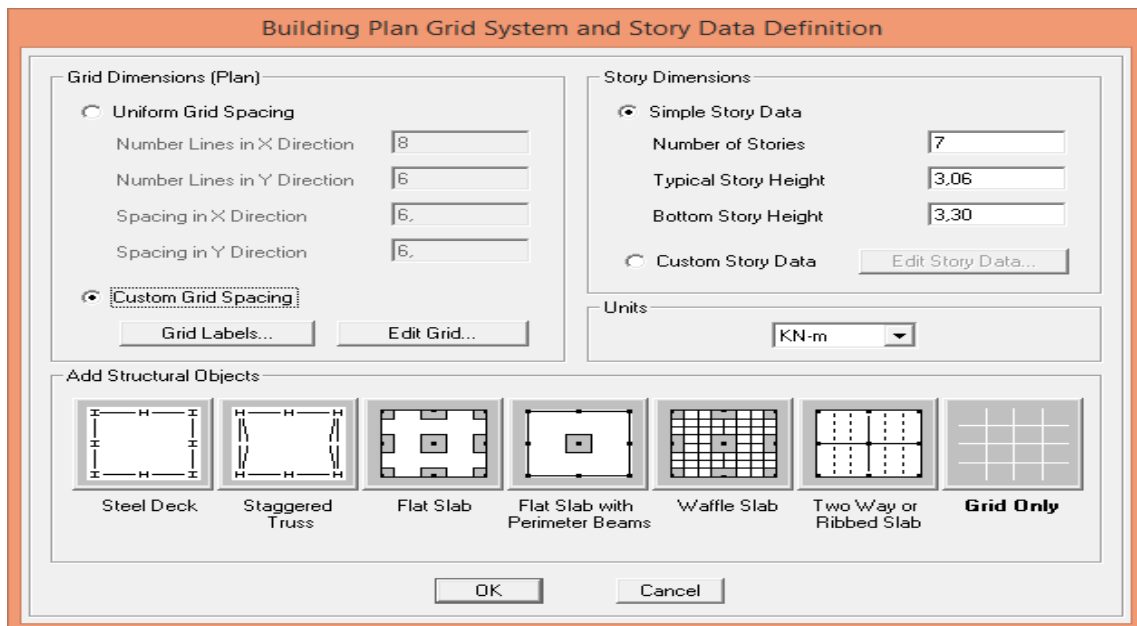 Building Plan Grid System and Story Data Definition
Grid Dimensions (Plan)
Uniform Grid Spacing
Number Lines in X Direction 8
Number Lines in Y Direction 6
Spacing in X Direction 6,
Spacing in Y Direction 6,
Custom Grid Spacing
Grid Labels... Edit Grid...
Story Dimensions
Simple Story Data
Number of Stories 7
Typical Story Height 3,06
Bottom Story Height 3,30
Custom Story Data Edit Story Data...
Units
KN-m
Add Structural Objects
Steel Deck
Staggered
Truss
Flat Slab
Flat Slab with
Perimeter Beams
Waffle Slab
Two Way or
Ribbed Slab
Grid Only
OK Cancel